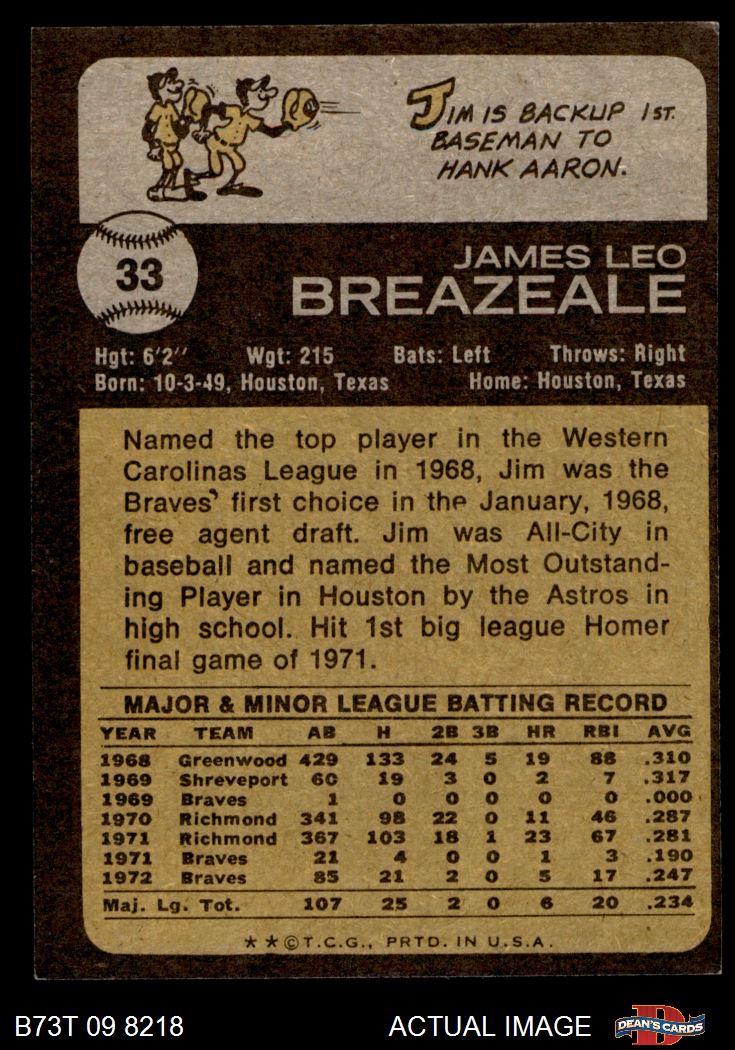 JIM IS BACKUP 1ST.
BASEMAN TO
HANK AARON.
33
JAMES LEO
BREAZEALE
Hgt: 6'2" Wgt: 215 Bats: Left Throws: Right
Born: 10-3-49, Houston, Texas Home: Houston, Texas
Named the top player in the Western
Carolinas League in 1968, Jim was the
Braves' first choice in the January, 1968,
free agent draft. Jim was All-City in
baseball and named the Most Outstand-
ing Player in Houston by the Astros in
high school. Hit 1st big league Homer
final game of 1971.
MAJOR & MINOR LEAGUE BATTING RECORD
YEAR TEAM AB H 2B 3B HR RBI AVG
1968 Greenwood 429 133 24 5 19 88 .310
1969 Shreveport 60 19 3 0 2 7 .317
1969 Braves 1 0 0 0 0 0 .000
1970 Richmond 341 98 22 0 11 46 .287
1971 Richmond 367 103 18 1 23 67 .281
1971 Braves 21 4 0 0 1 3 .190
1972 Braves 85 21 2 0 5 17 .247
Maj. Lg. Tot. 107 25 2 0 6 20 .234
★ ★ © T.C.G., PRTD. IN U.S.A.
B73T 09 8218 ACTUAL IMAGE D DEAN'S CARDS